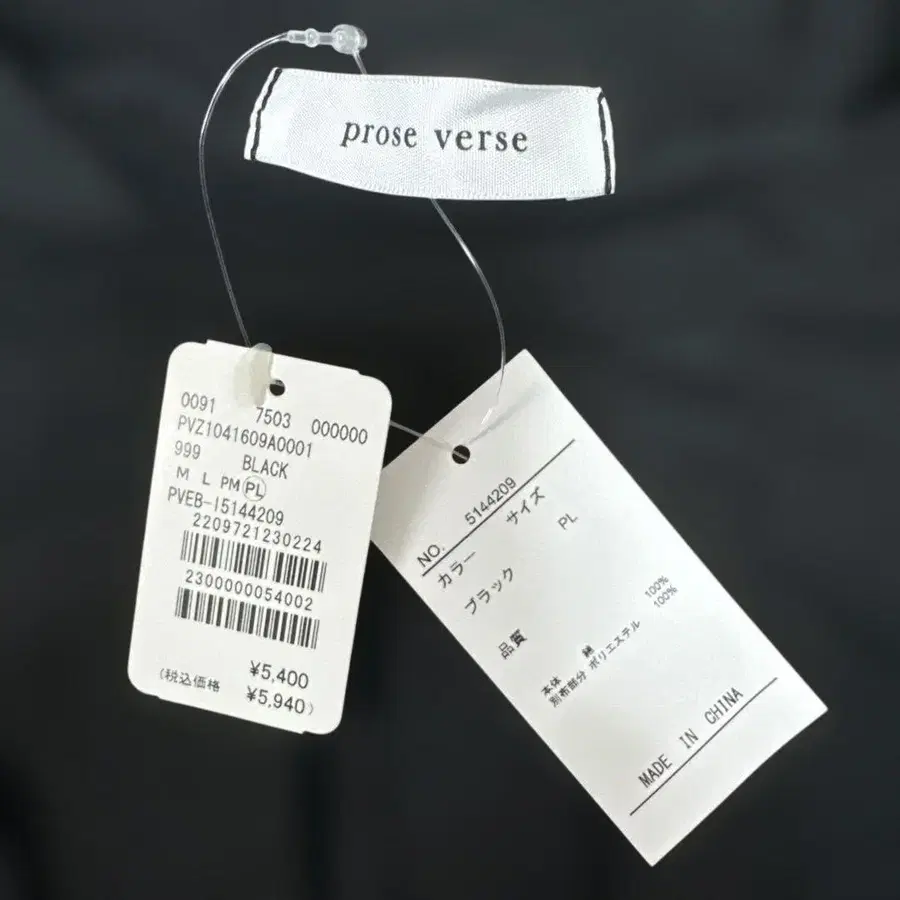 prose verse
0091 7503 000000
PVZ1041609A0001
999 BLACK
M L PM PL
PVEB-I5144209
2209721230224
2300000054002
¥5,400
(税込価格 ¥5,940)
NO. 5144209
カラー サイズ
ブラック PL
品質
本体 綿 100%
別布部分 ポリエステル 100%
MADE IN CHINA